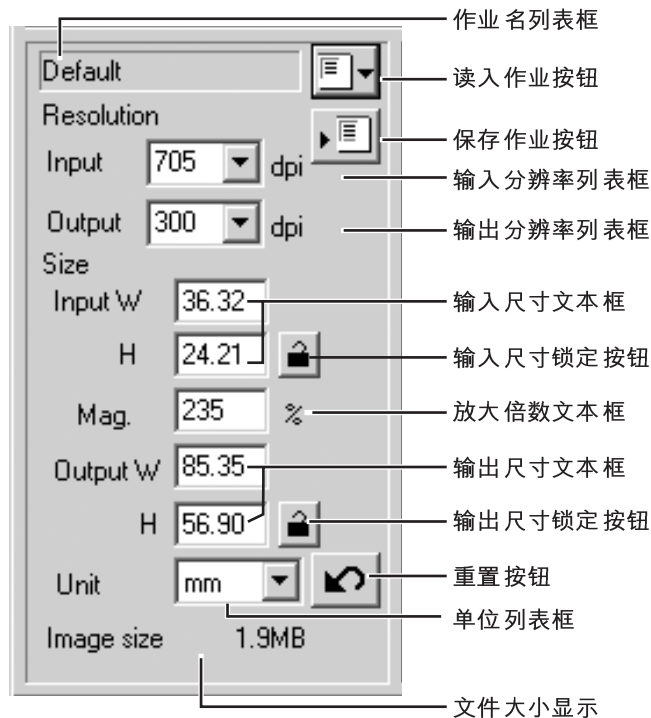 作业名列表框
Default
读入作业按钮
Resolution
保存作业按钮
Input 705 dpi
输入分辨率列表框
Output 300 dpi
输出分辨率列表框
Size
Input W 36.32
输入尺寸文本框
H 24.21
输入尺寸锁定按钮
Mag. 235 %
放大倍数文本框
Output W 85.35
输出尺寸文本框
H 56.90
输出尺寸锁定按钮
Unit mm
重置按钮
单位列表框
Image size 1.9MB
文件大小显示